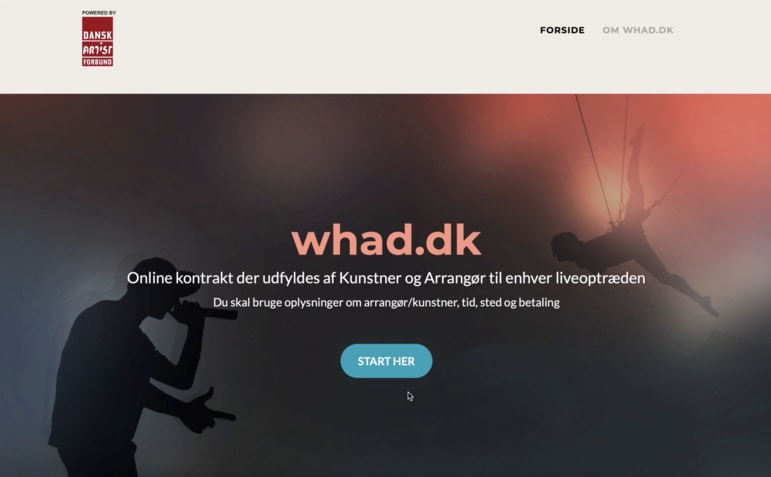 POWERED BY
DANSK
ARTIST
FORBUND
FORSIDE OM WHAD.DK
whad.dk
Online kontrakt der udfyldes af Kunstner og Arrangør til enhver liveoptræden
Du skal bruge oplysninger om arrangør/kunstner, tid, sted og betaling
START HER